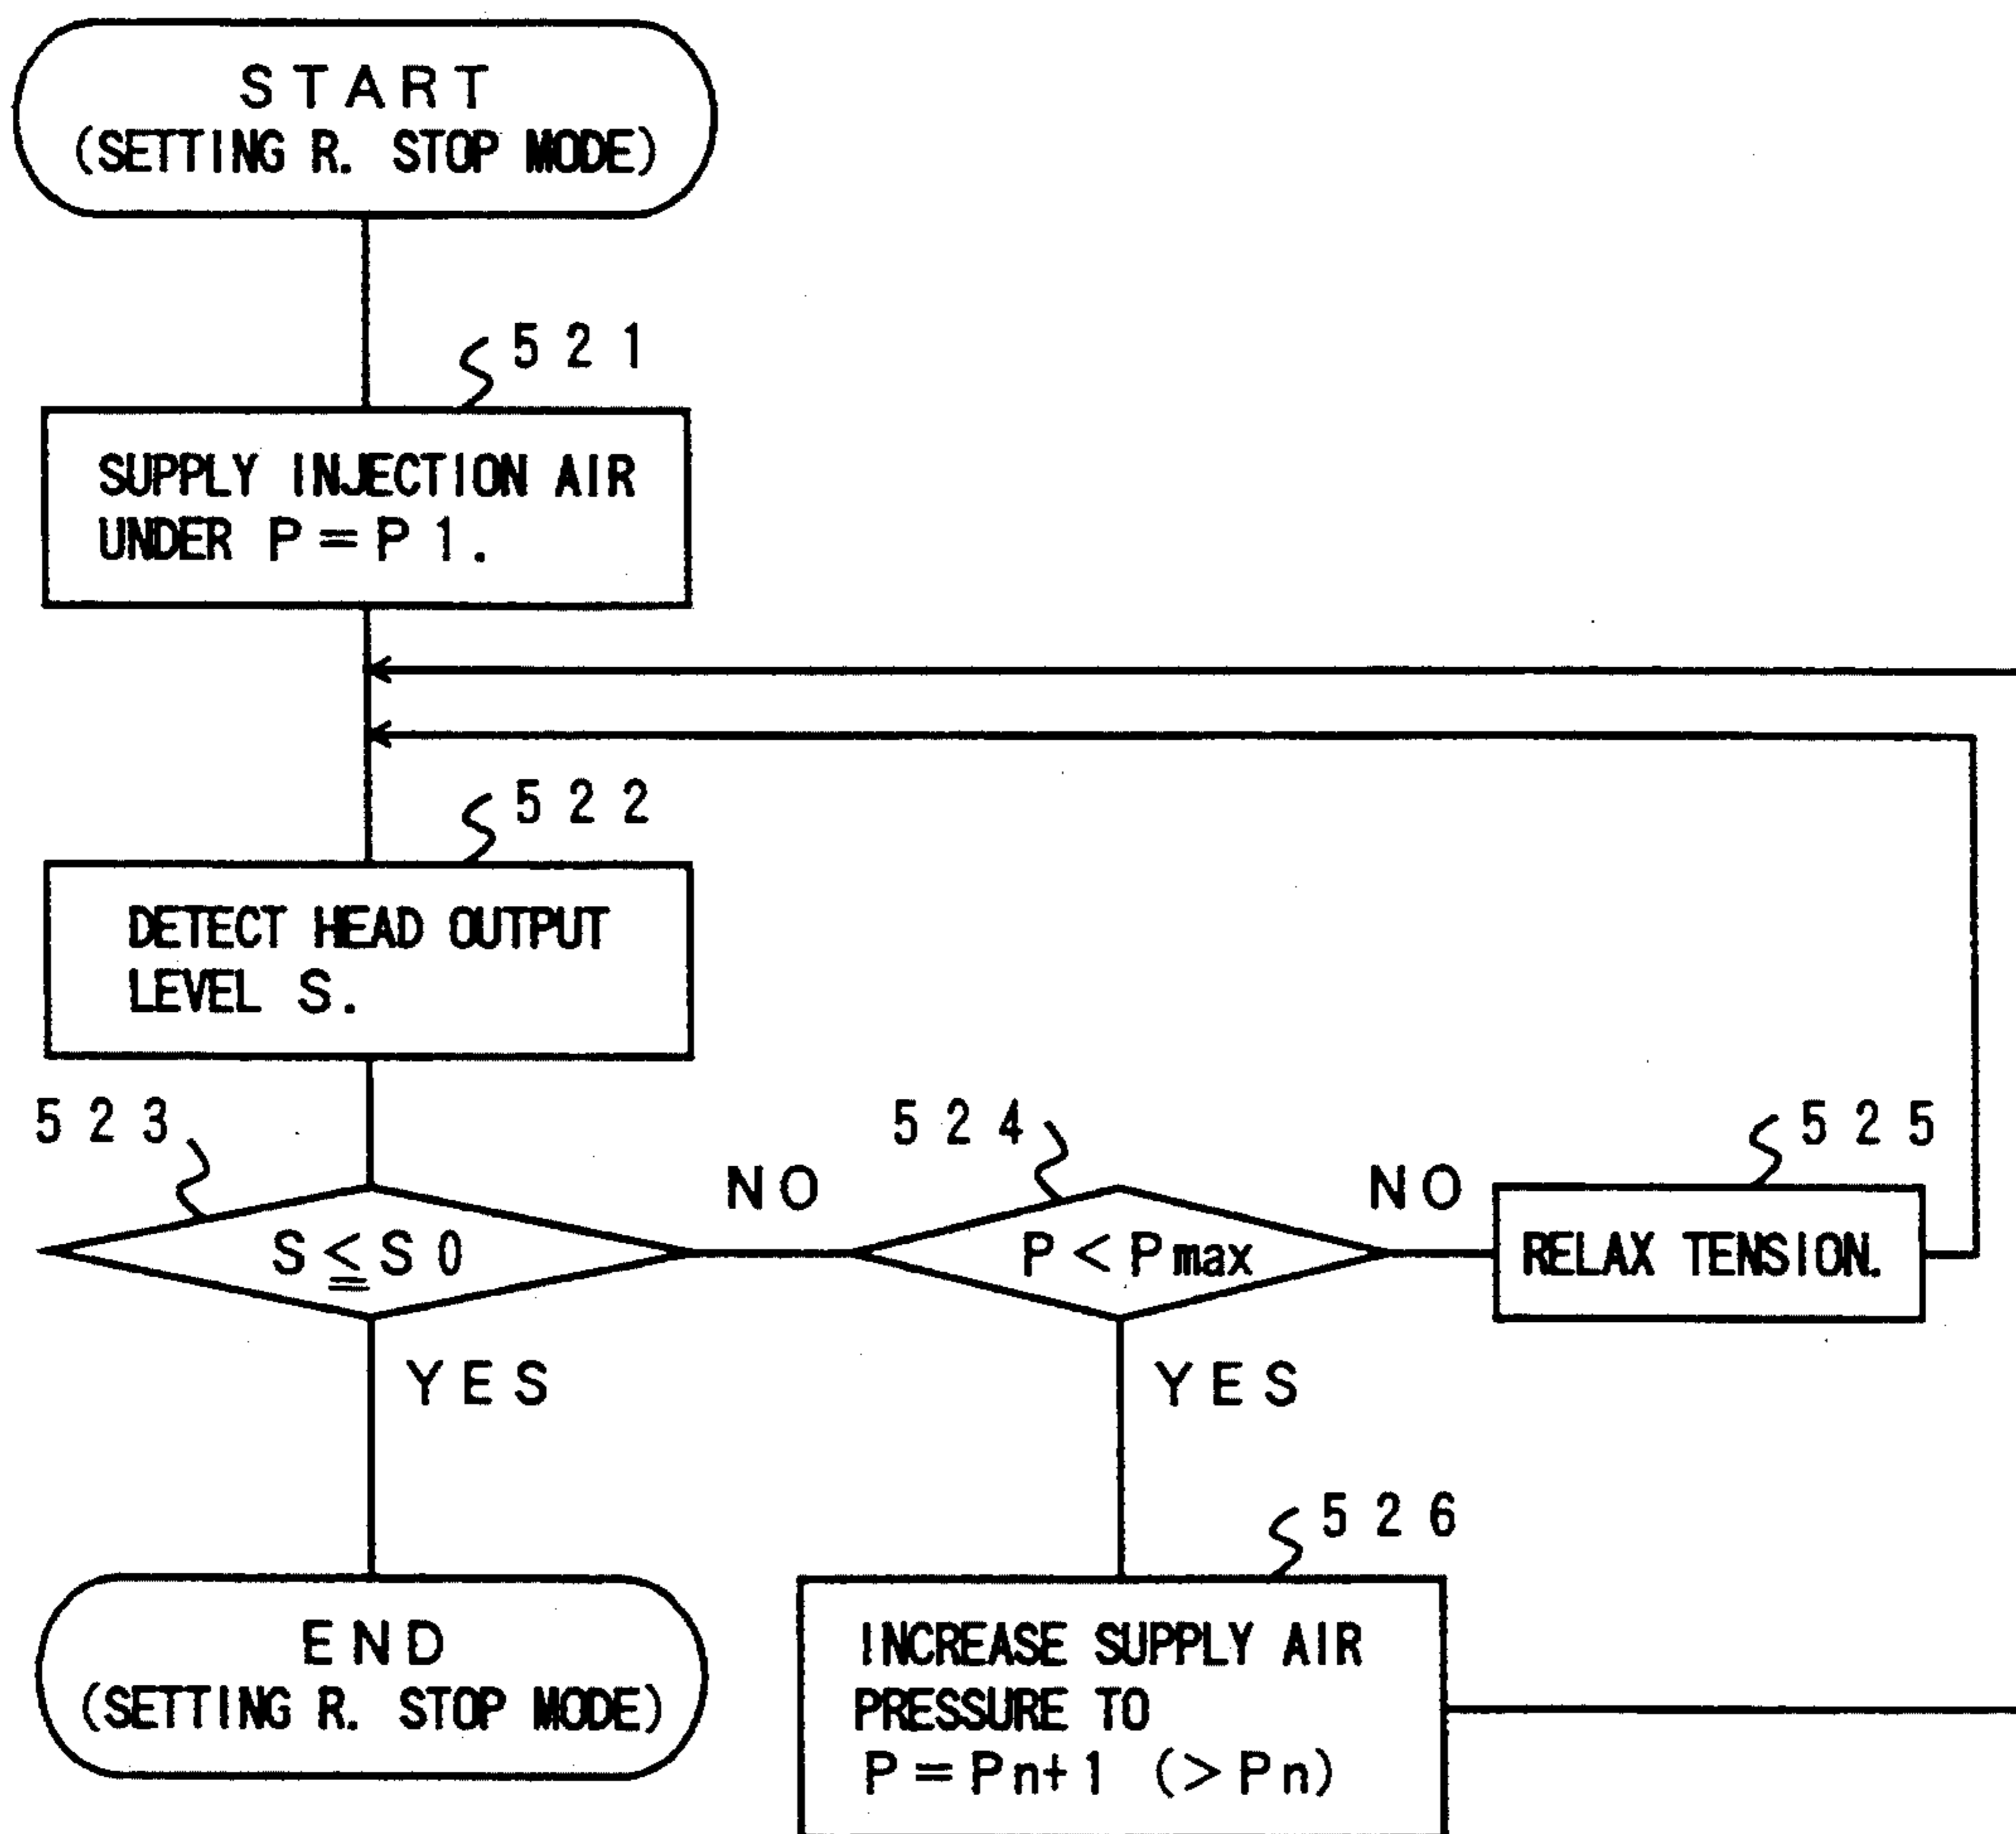 START
(SETTING R. STOP MODE)
521
SUPPLY INJECTION AIR
UNDER P=P1.
522
DETECT HEAD OUTPUT
LEVEL S.
523
S≦S0
NO
YES
524
P<Pmax
NO
YES
525
RELAX TENSION.
526
INCREASE SUPPLY AIR
PRESSURE TO
P=Pn+1 (>Pn)
END
(SETTING R. STOP MODE)